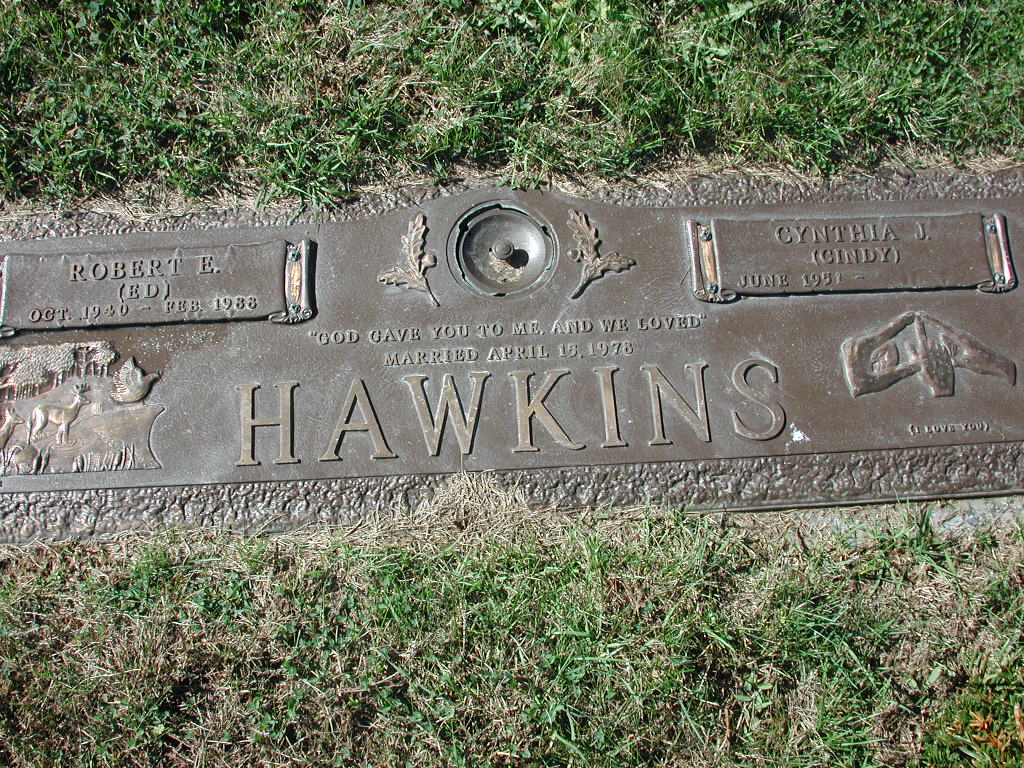 ROBERT E.
(ED)
OCT. 1940 - FEB. 1988
CYNTHIA J.
(CINDY)
JUNE 1951 -
"GOD GAVE YOU TO ME, AND WE LOVED"
MARRIED APRIL 15, 1978
HAWKINS
(I LOVE YOU)